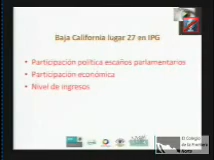 Baja California lugar 27 en IPG
• Participación política escaños parlamentarios
• Participación económica
• Nivel de ingresos
El Colegio
de la Frontera
Norte